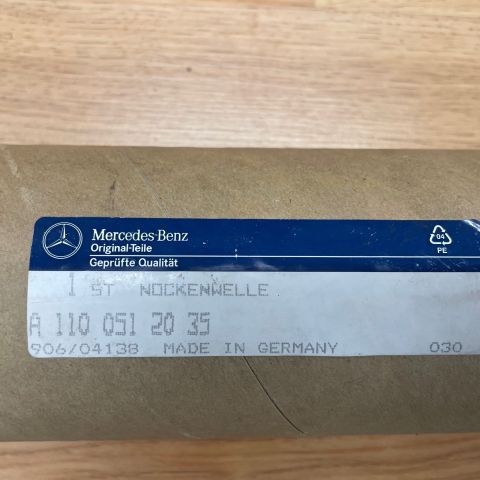 Mercedes-Benz
Original-Teile
Geprüfte Qualität
04
PE
1 ST NOCKENWELLE
A 110 051 20 35
906/04138 MADE IN GERMANY 030